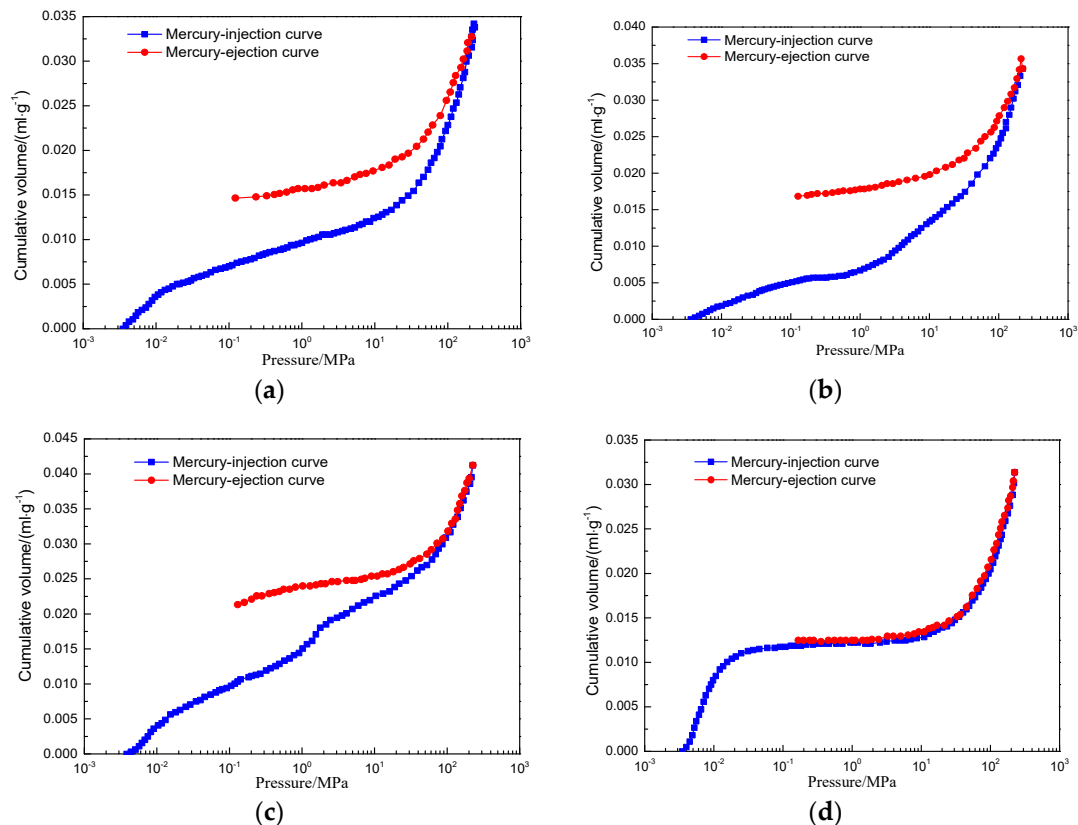 0.035
0.030
0.025
0.020
0.015
0.010
0.005
0.000
Cumulative volume/(ml·g⁻¹)
Mercury-injection curve
Mercury-ejection curve
10⁻³ 10⁻² 10⁻¹ 10⁰ 10¹ 10² 10³
Pressure/MPa
(a)
0.040
0.035
0.030
0.025
0.020
0.015
0.010
0.005
0.000
Cumulative volume/(ml·g⁻¹)
Mercury-injection curve
Mercury-ejection curve
10⁻³ 10⁻² 10⁻¹ 10⁰ 10¹ 10² 10³
Pressure/MPa
(b)
0.045
0.040
0.035
0.030
0.025
0.020
0.015
0.010
0.005
0.000
Cumulative volume/(ml·g⁻¹)
Mercury-injection curve
Mercury-ejection curve
10⁻³ 10⁻² 10⁻¹ 10⁰ 10¹ 10² 10³
Pressure/MPa
(c)
0.035
0.030
0.025
0.020
0.015
0.010
0.005
0.000
Cumulative volume/(ml·g⁻¹)
Mercury-injection curve
Mercury-ejection curve
10⁻³ 10⁻² 10⁻¹ 10⁰ 10¹ 10² 10³
Pressure/MPa
(d)